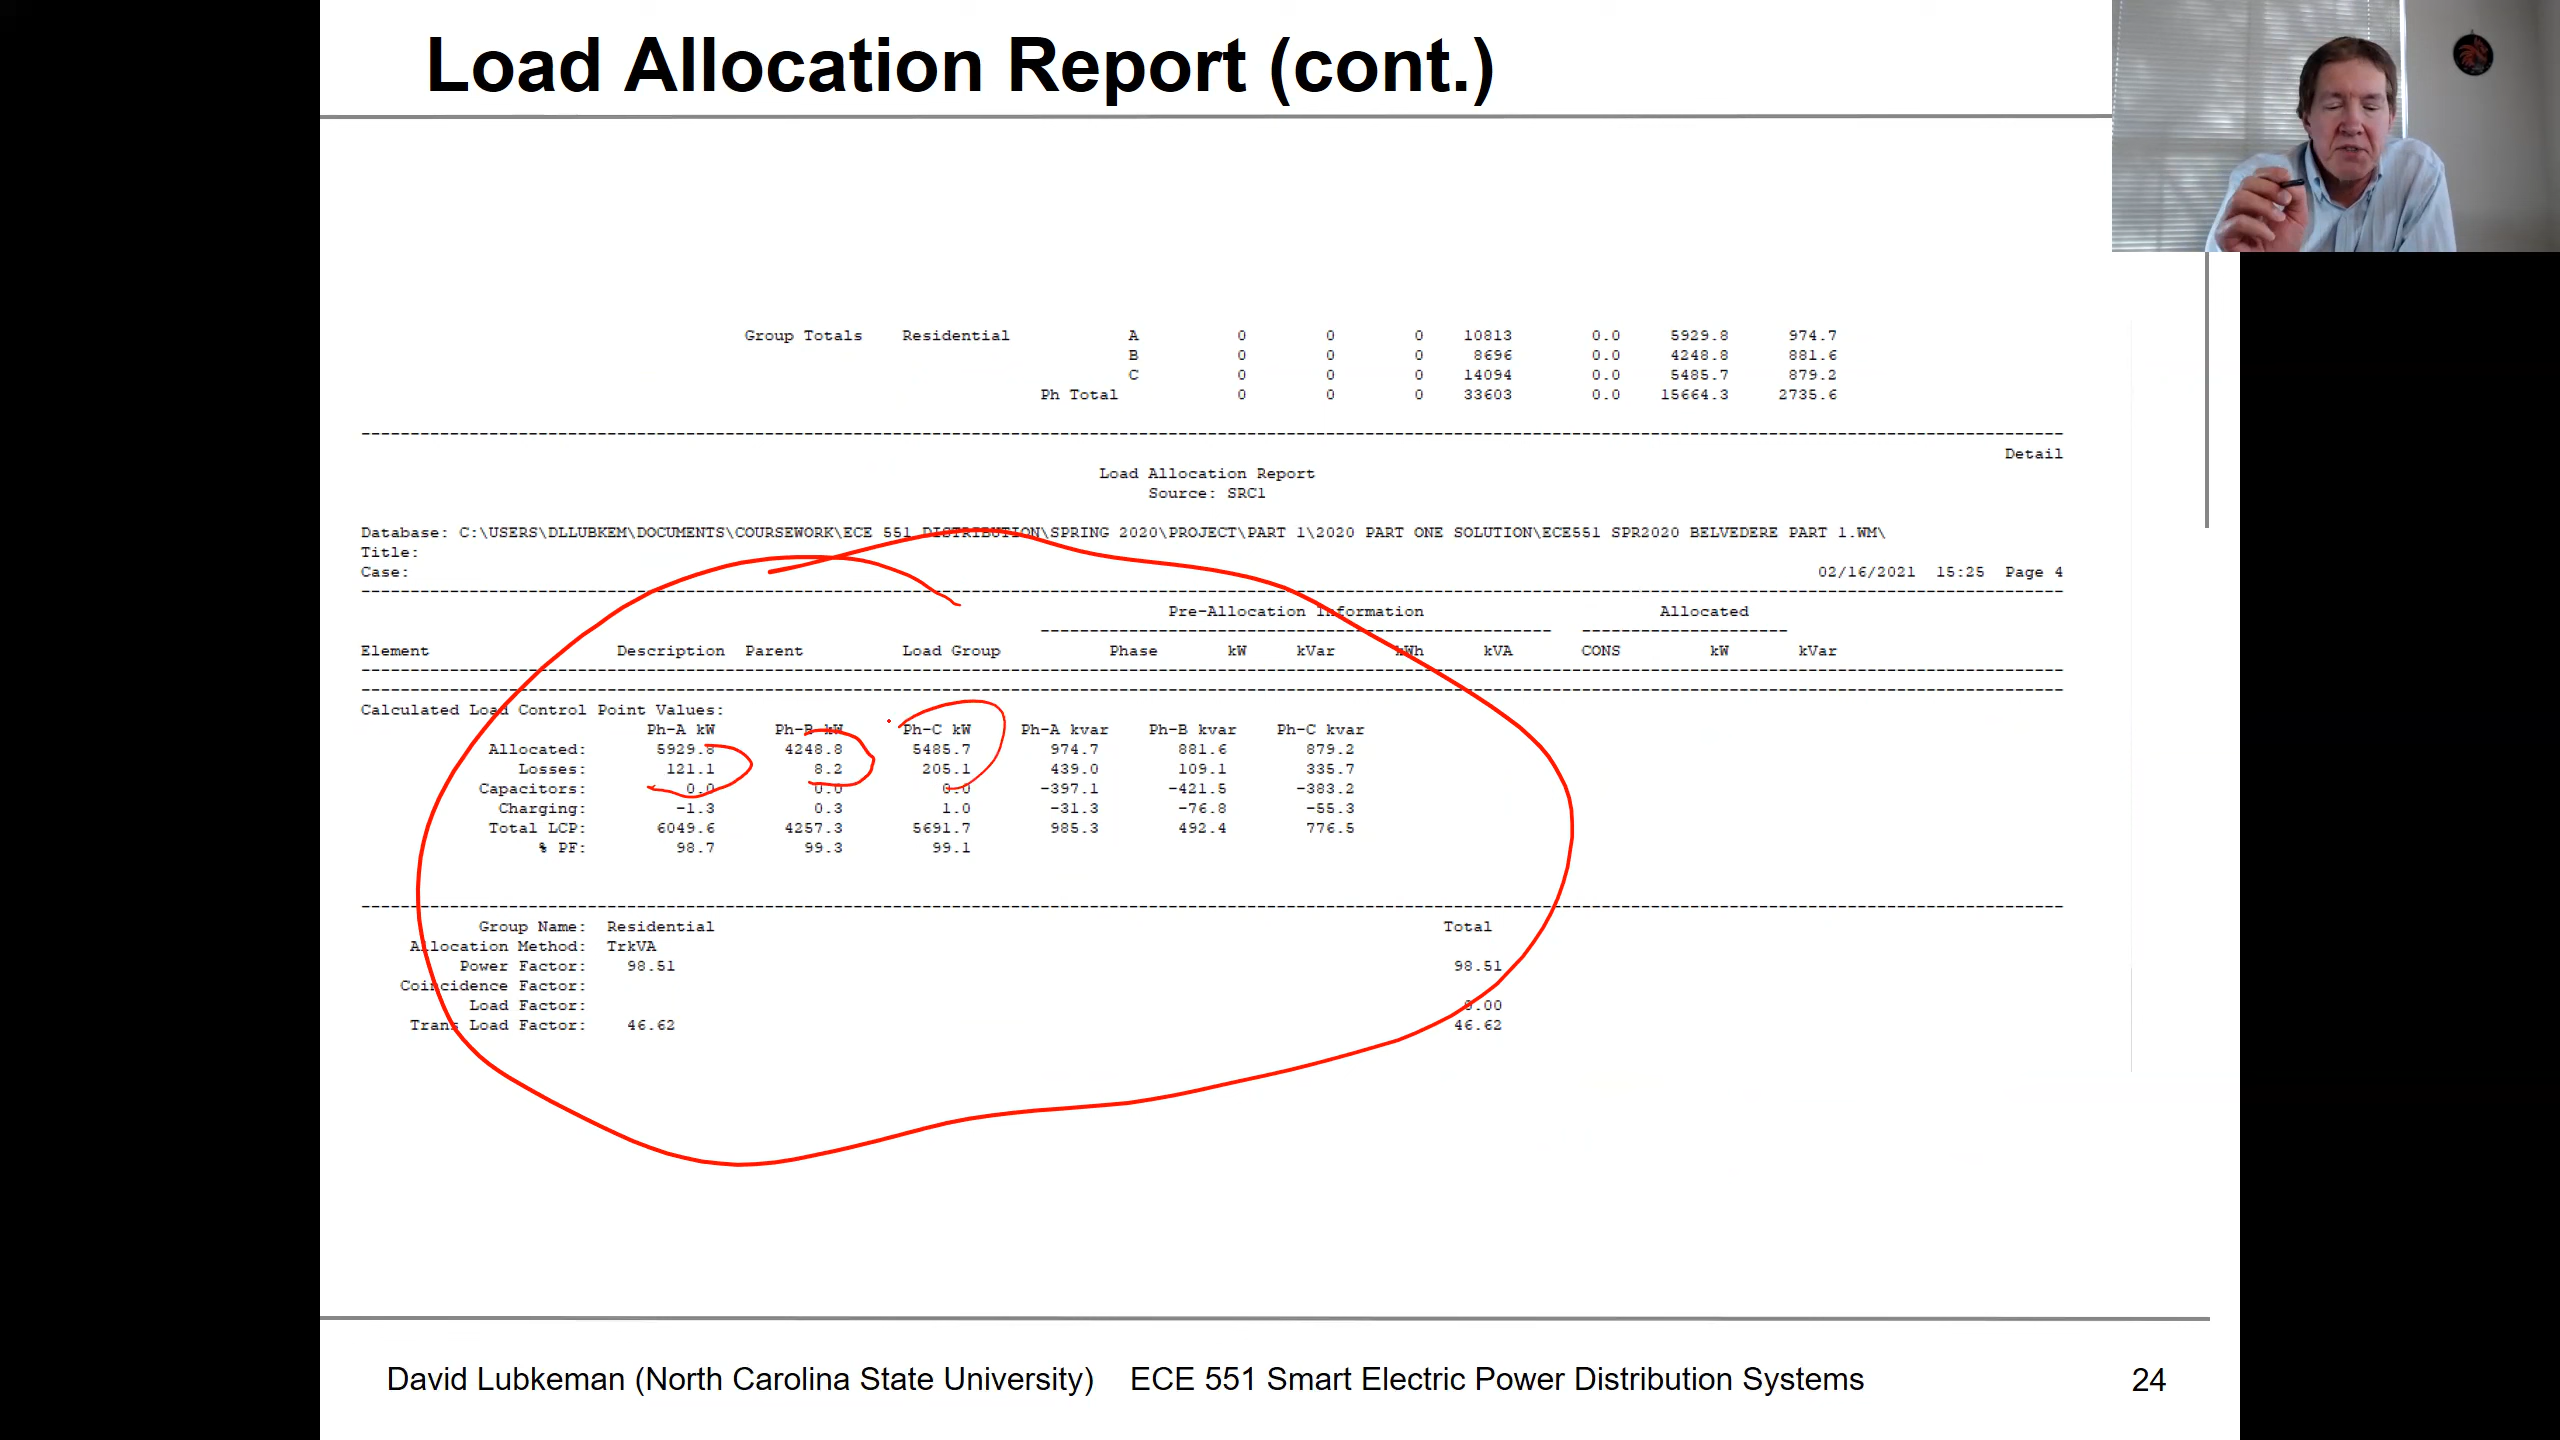 Load Allocation Report (cont.)
Group Totals Residential A 0 0 0 10813 0.0 5929.8 974.7
B 0 0 0 8696 0.0 4248.8 881.6
C 0 0 0 14094 0.0 5485.7 879.2
Ph Total 0 0 0 33603 0.0 15664.3 2735.6
Detail
Load Allocation Report
Source: SRC1
Database: C:\USERS\DLLUBKEM\DOCUMENTS\COURSEWORK\ECE 551 DISTRIBUTION\SPRING 2020\PROJECT\PART 1\2020 PART ONE SOLUTION\ECE551 SPR2020 BELVEDERE PART 1.WM\
Title:
Case: 02/16/2021 15:25 Page 4
Pre-Allocation Information Allocated
Element Description Parent Load Group Phase kW kVar kWh kVA CONS kW kVar
Calculated Load Control Point Values:
Ph-A kW Ph-B kW Ph-C kW Ph-A kvar Ph-B kvar Ph-C kvar
Allocated: 5929.8 4248.8 5485.7 974.7 881.6 879.2
Losses: 121.1 8.2 205.1 439.0 109.1 335.7
Capacitors: 0.0 0.0 0.0 -397.1 -421.5 -383.2
Charging: -1.3 0.3 1.0 -31.3 -76.8 -55.3
Total LCP: 6049.6 4257.3 5691.7 985.3 492.4 776.5
% PF: 98.7 99.3 99.1
Group Name: Residential Total
Allocation Method: TrkVA
Power Factor: 98.51 98.51
Coincidence Factor:
Load Factor: 0.00
Trans Load Factor: 46.62 46.62
David Lubkeman (North Carolina State University) ECE 551 Smart Electric Power Distribution Systems 24